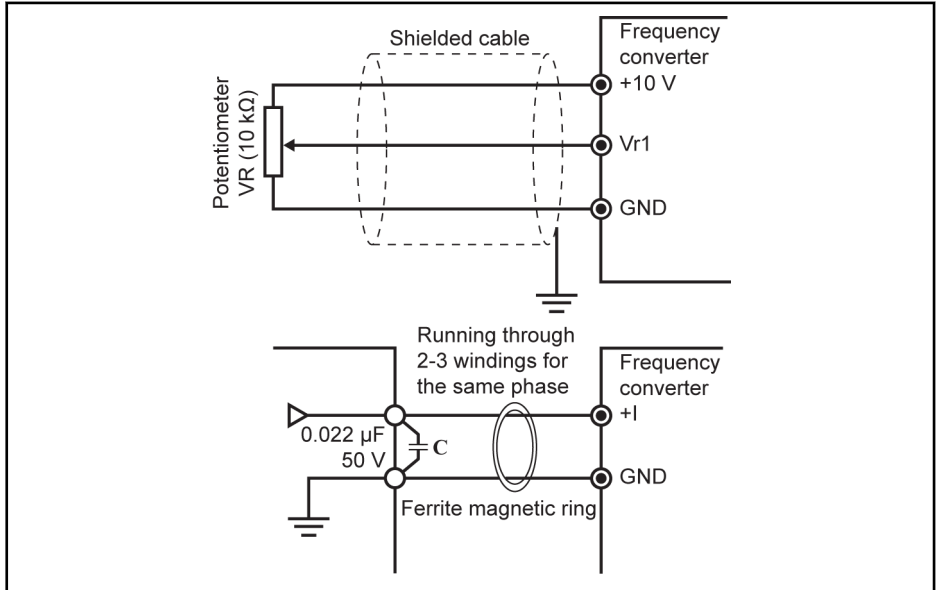 Shielded cable
Frequency
converter
+10 V
Potentiometer
VR (10 kΩ)
Vr1
GND
Running through
2-3 windings for
the same phase
Frequency
converter
+I
0.022 µF
50 V
C
GND
Ferrite magnetic ring